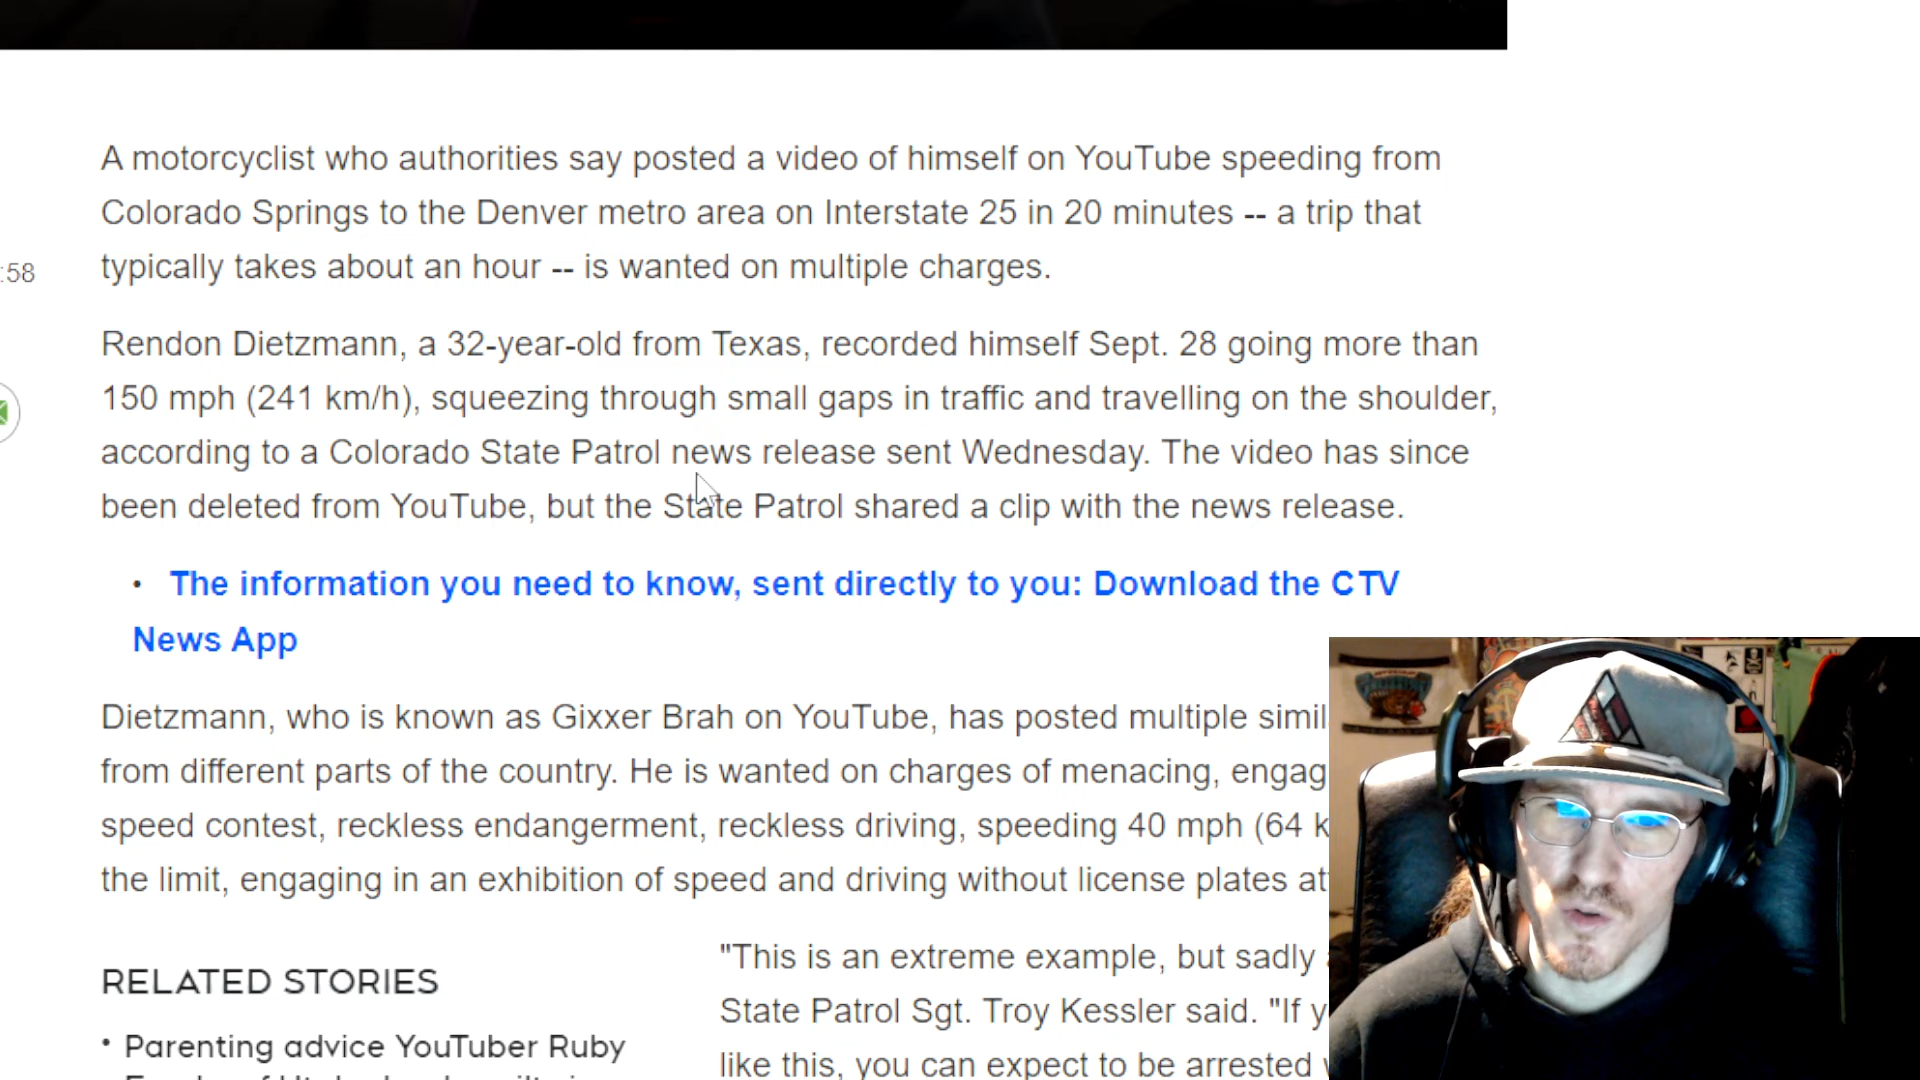 A motorcyclist who authorities say posted a video of himself on YouTube speeding from
Colorado Springs to the Denver metro area on Interstate 25 in 20 minutes -- a trip that
:58
typically takes about an hour -- is wanted on multiple charges.
Rendon Dietzmann, a 32-year-old from Texas, recorded himself Sept. 28 going more than
150 mph (241 km/h), squeezing through small gaps in traffic and travelling on the shoulder,
according to a Colorado State Patrol news release sent Wednesday. The video has since
been deleted from YouTube, but the State Patrol shared a clip with the news release.
• The information you need to know, sent directly to you: Download the CTV
News App
Dietzmann, who is known as Gixxer Brah on YouTube, has posted multiple simil
from different parts of the country. He is wanted on charges of menacing, engag
speed contest, reckless endangerment, reckless driving, speeding 40 mph (64 k
the limit, engaging in an exhibition of speed and driving without license plates at
"This is an extreme example, but sadly
State Patrol Sgt. Troy Kessler said. "If y
like this, you can expect to be arrested
RELATED STORIES
• Parenting advice YouTuber Ruby